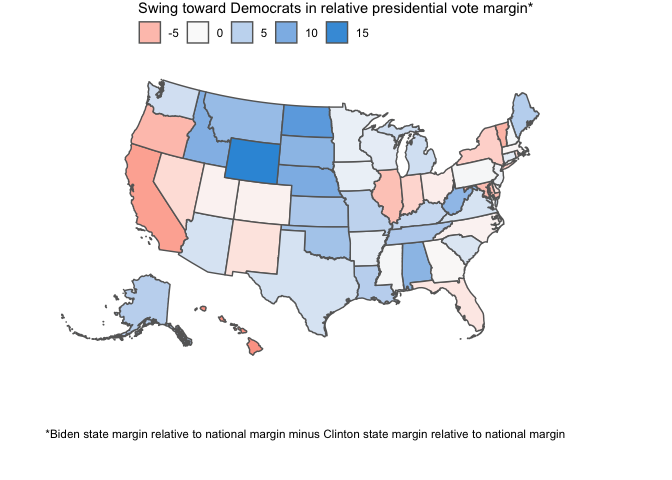 Swing toward Democrats in relative presidential vote margin*
-5 0 5 10 15
*Biden state margin relative to national margin minus Clinton state margin relative to national margin